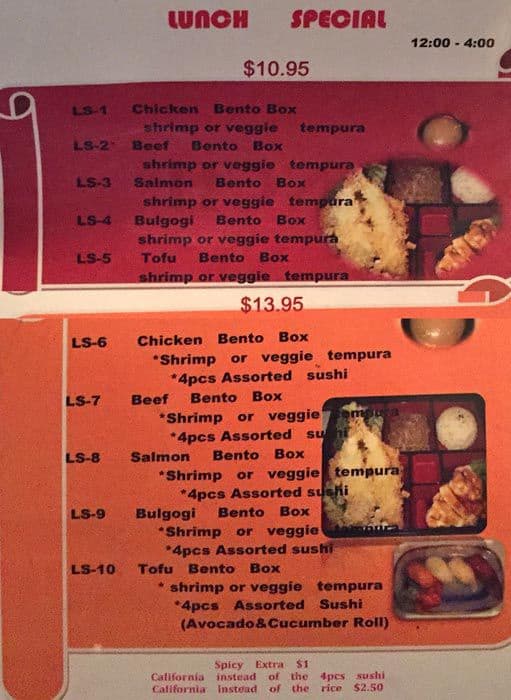 LUNCH SPECIAL
12:00 - 4:00
$10.95
LS-1 Chicken Bento Box
shrimp or veggie tempura
LS-2 Beef Bento Box
shrimp or veggie tempura
LS-3 Salmon Bento Box
shrimp or veggie tempura
LS-4 Bulgogi Bento Box
shrimp or veggie tempura
LS-5 Tofu Bento Box
shrimp or veggie tempura
$13.95
LS-6 Chicken Bento Box
*Shrimp or veggie tempura
*4pcs Assorted sushi
LS-7 Beef Bento Box
*Shrimp or veggie tempura
*4pcs Assorted sushi
LS-8 Salmon Bento Box
*Shrimp or veggie tempura
*4pcs Assorted sushi
LS-9 Bulgogi Bento Box
*Shrimp or veggie tempura
*4pcs Assorted sushi
LS-10 Tofu Bento Box
* shrimp or veggie tempura
*4pcs Assorted Sushi
(Avocado&Cucumber Roll)
Spicy Extra $1
California instead of the 4pcs sushi
California instead of the rice $2.50